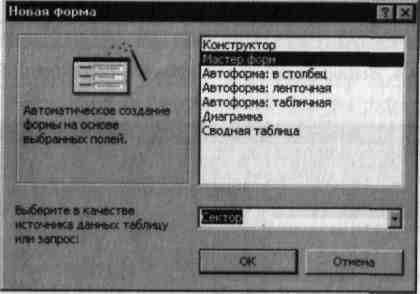 Новая форма
Автоматическое создание
формы на основе
выбранных полей.
Конструктор
Мастер форм
Автоформа: в столбец
Автоформа: ленточная
Автоформа: табличная
Диаграмма
Сводная таблица
Выберите в качестве
источника данных таблицу
или запрос:
Сектор
ОК
Отмена